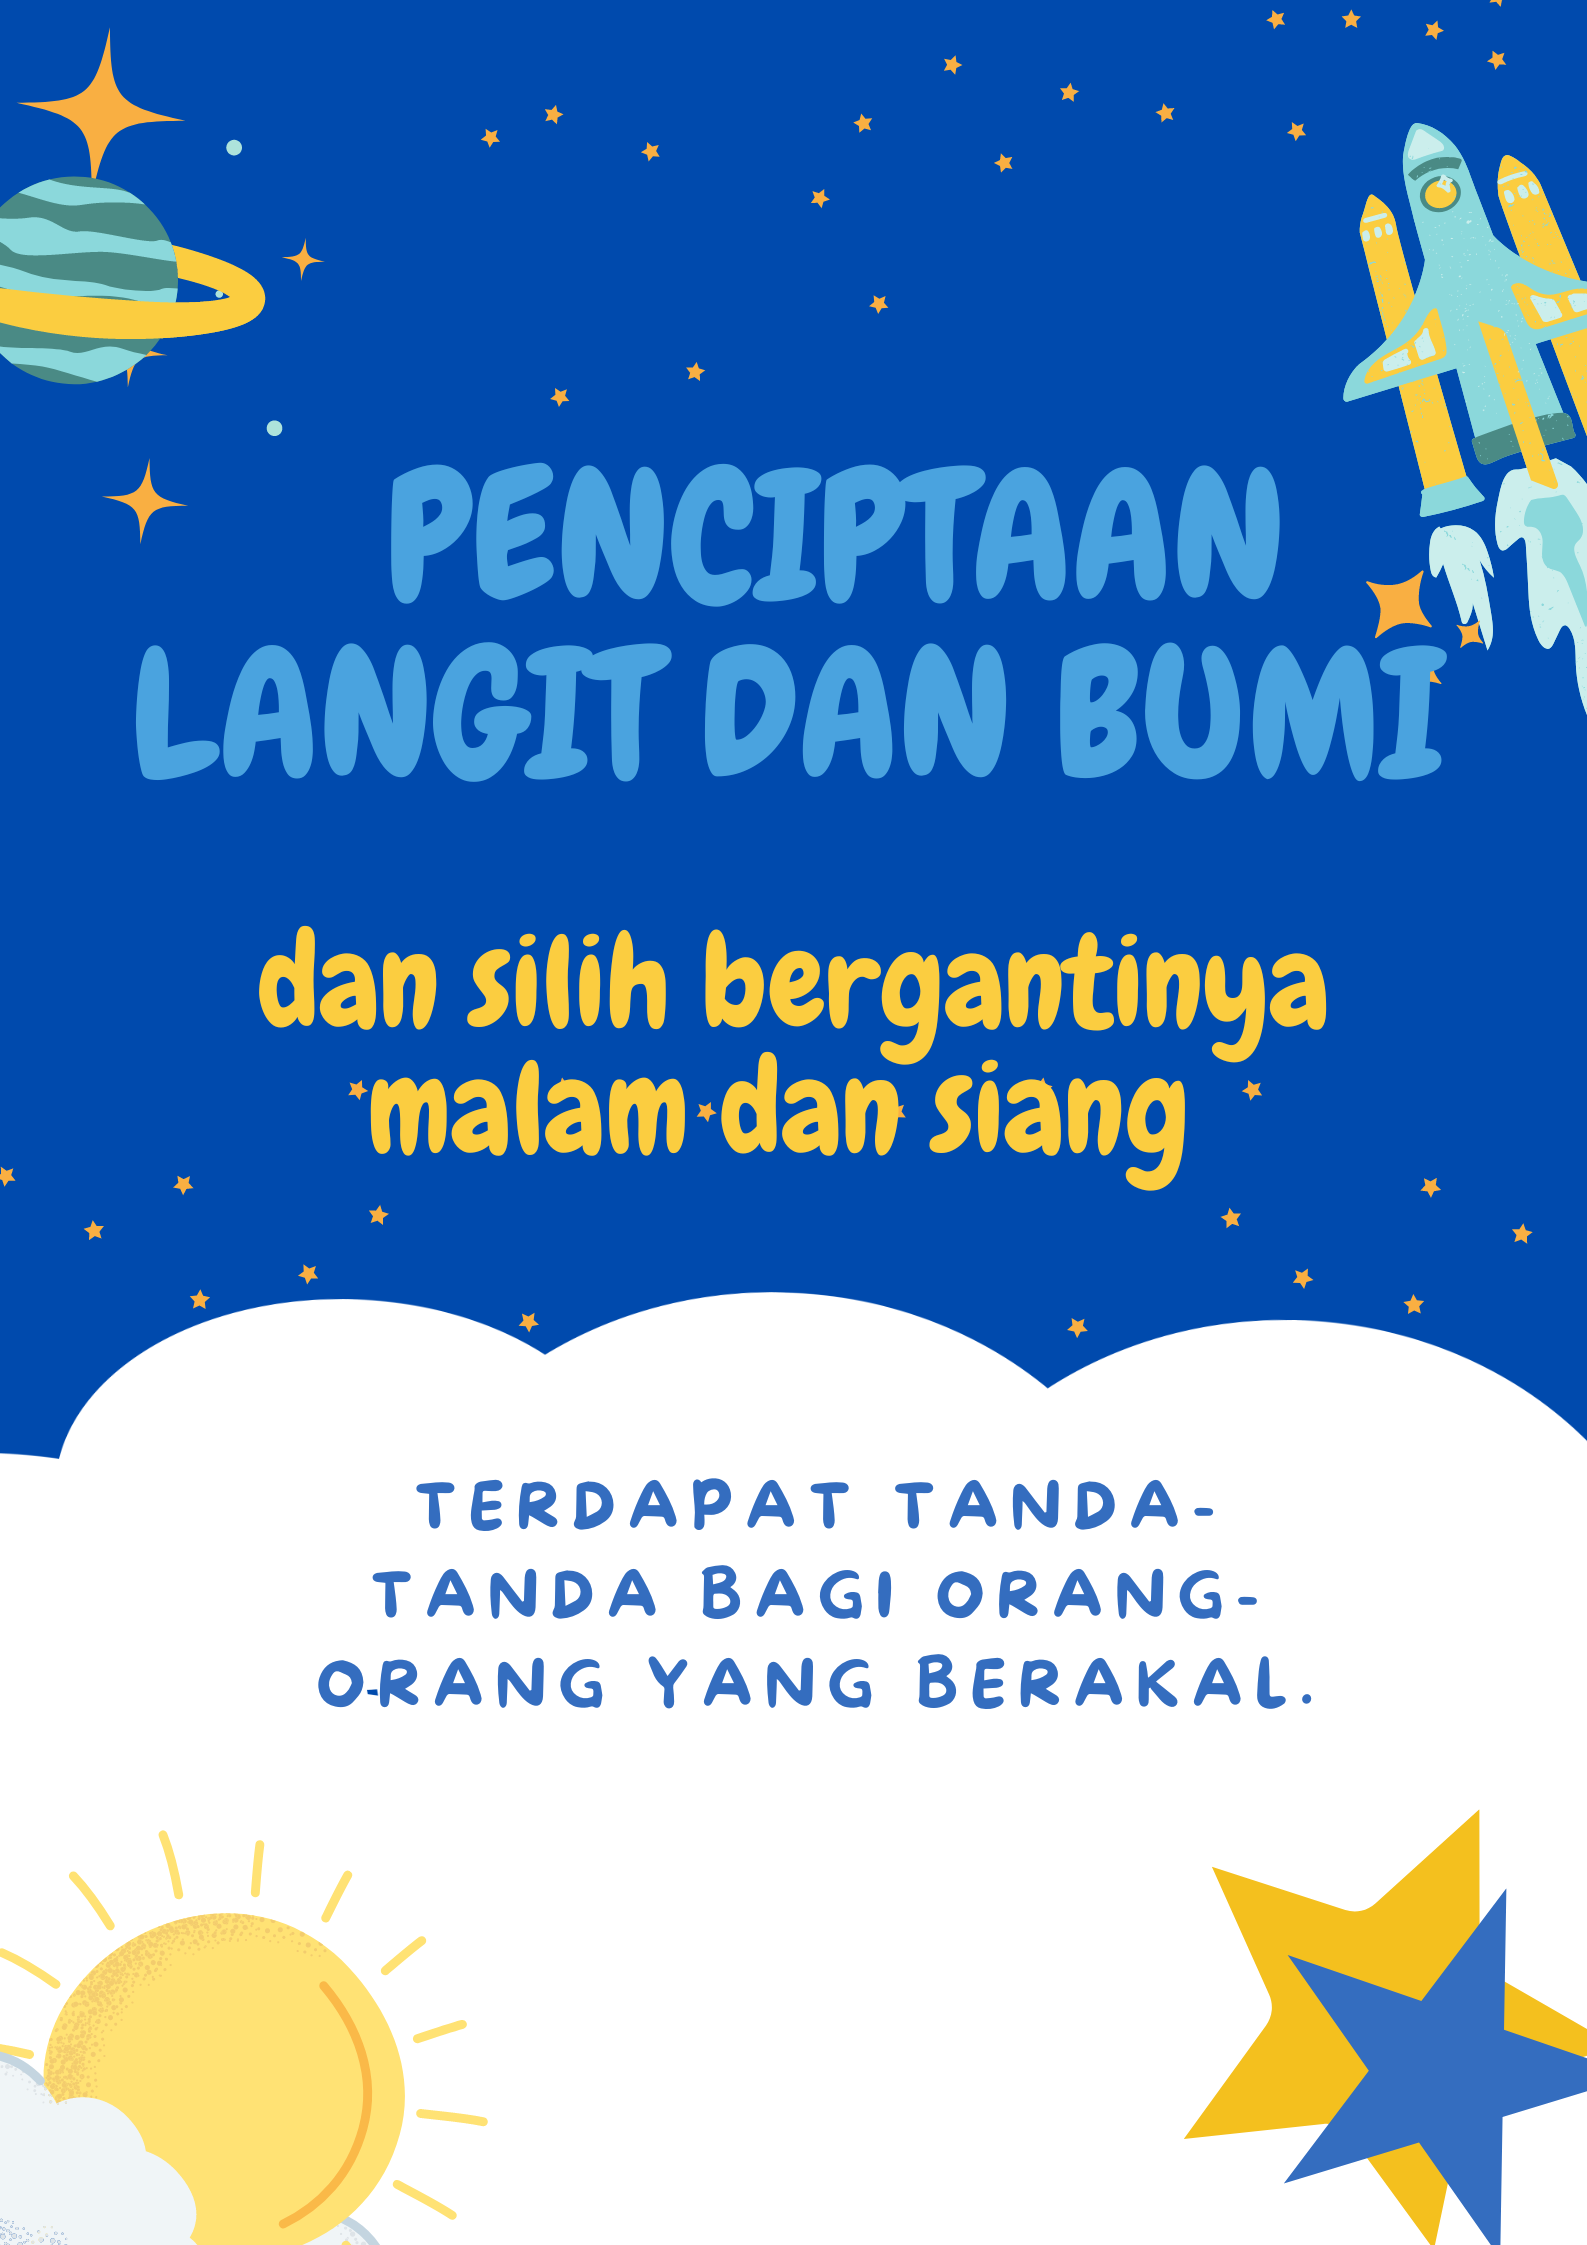 PENCIPTAAN
LANGIT DAN BUMI
dan silih bergantinya
malam dan siang
TERDAPAT TANDA-
TANDA BAGI ORANG-
ORANG YANG BERAKAL.